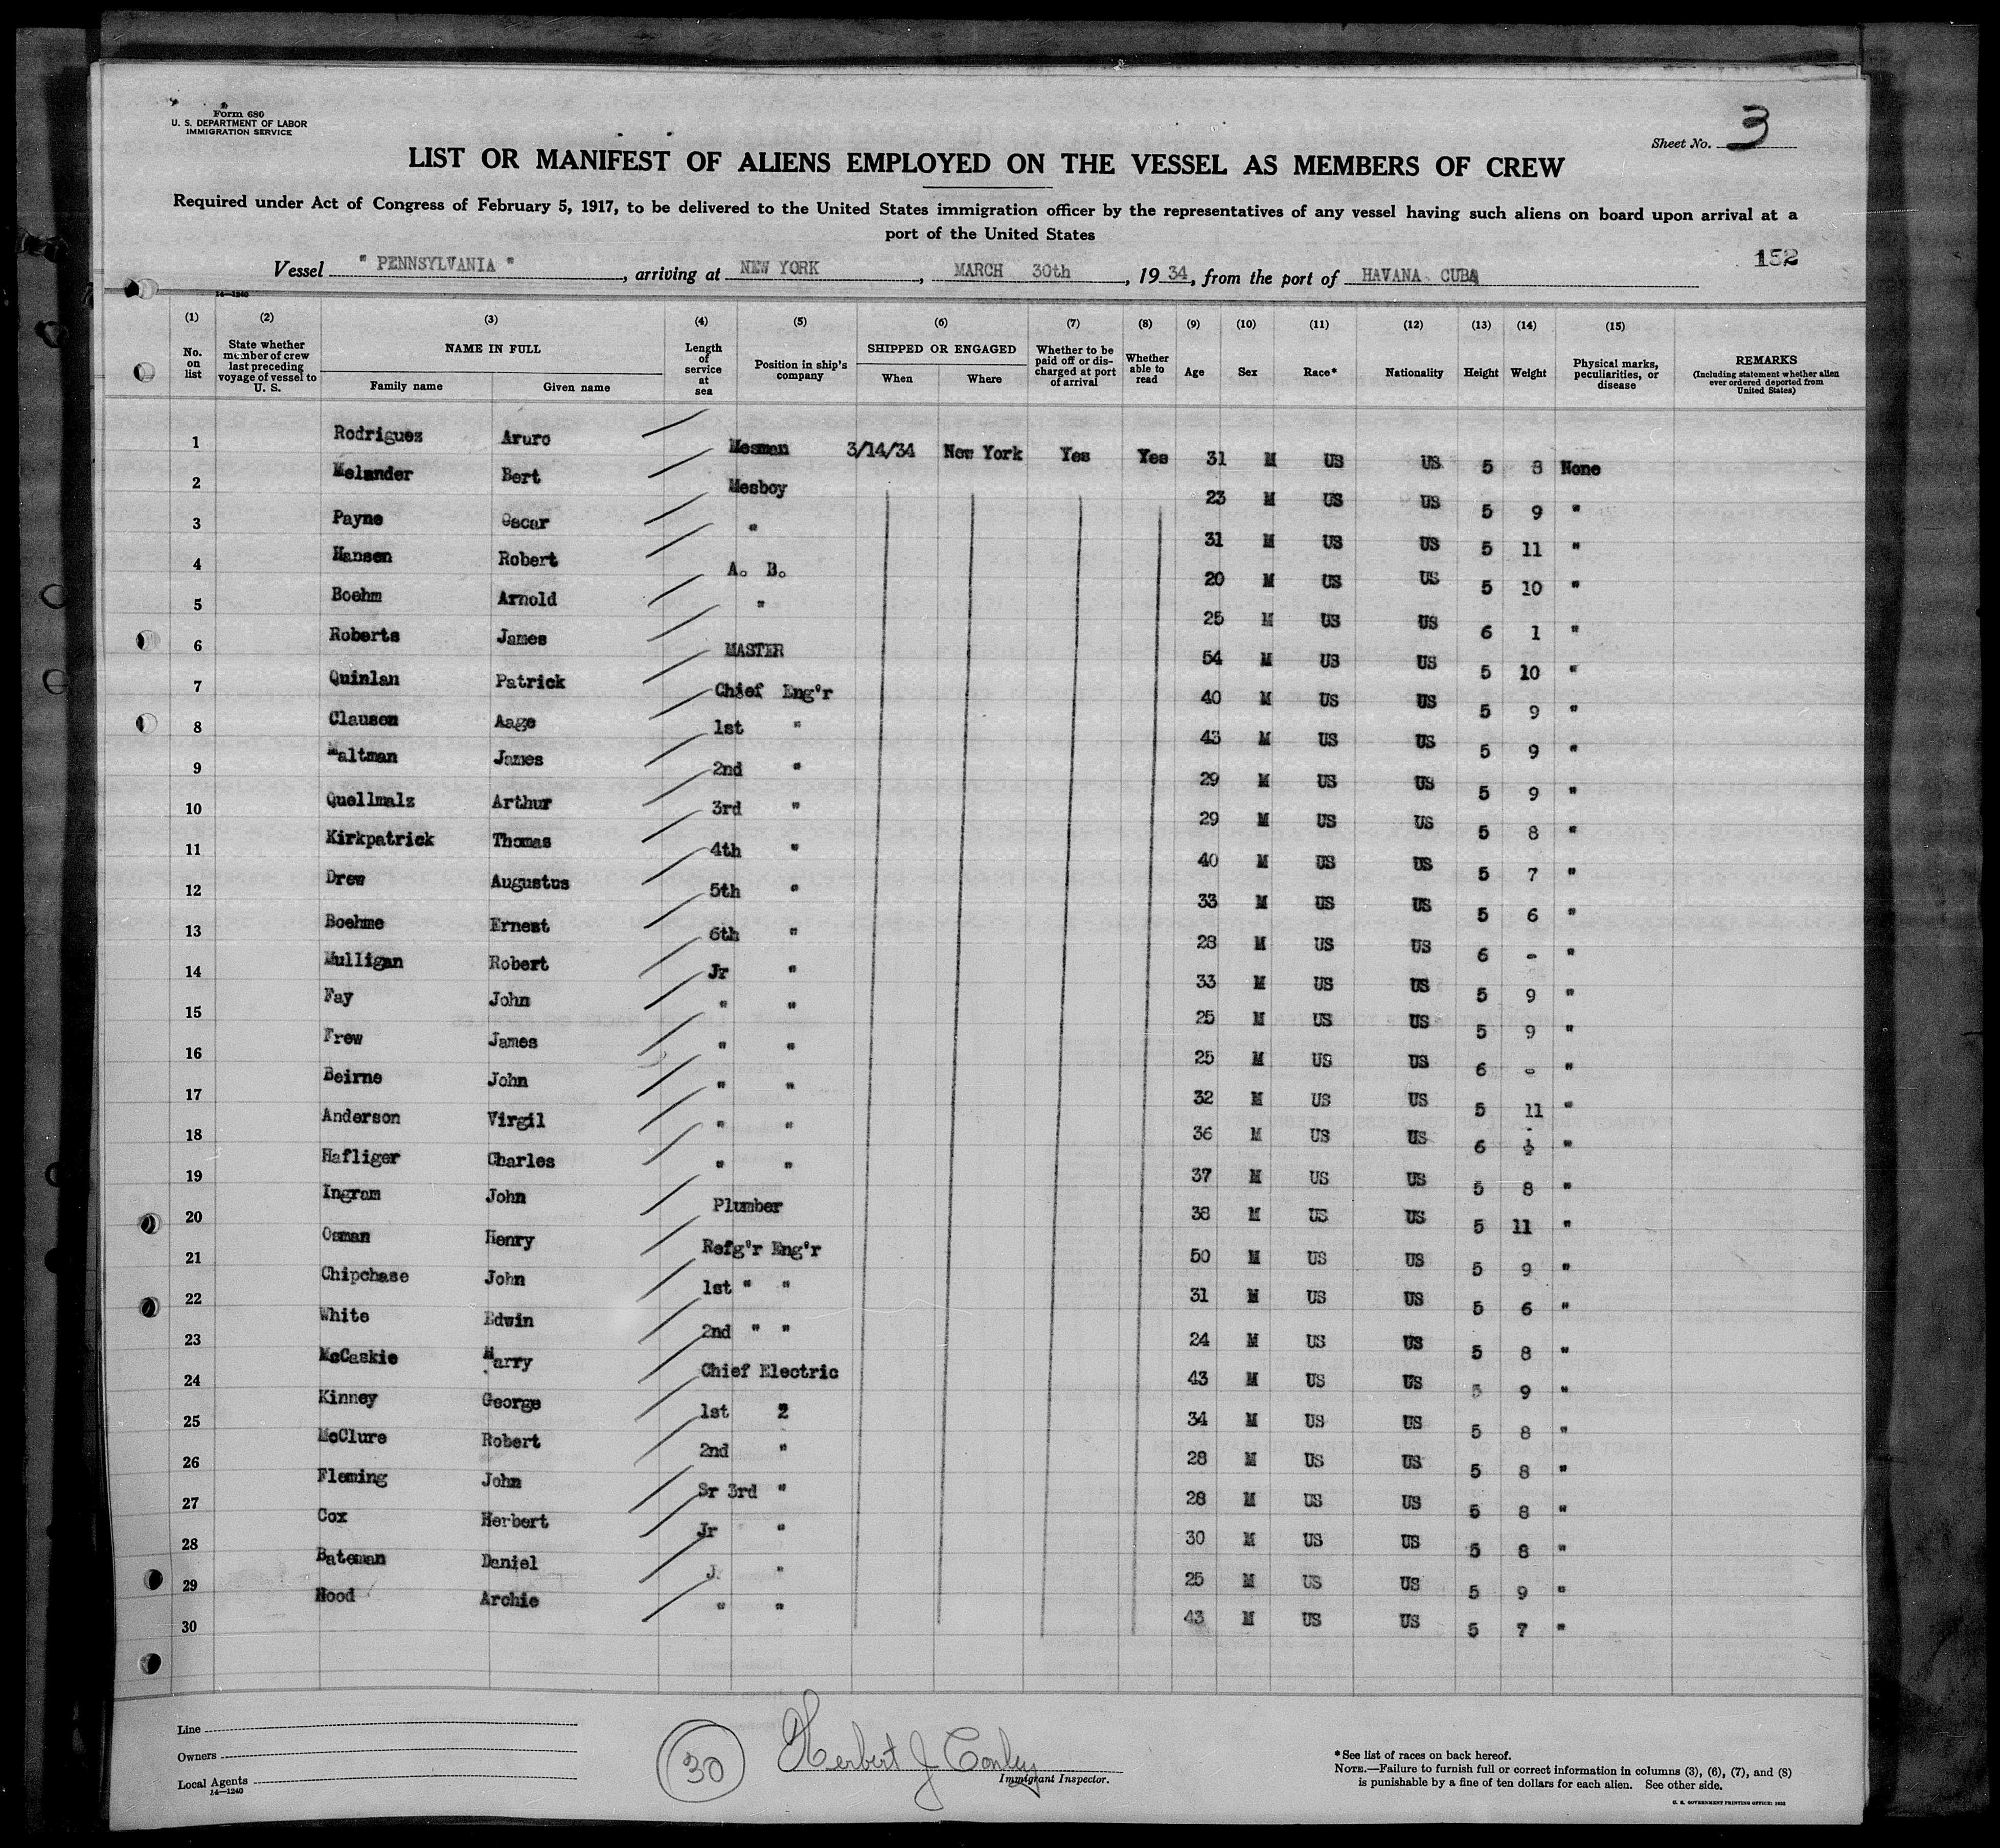 Form 680
U. S. DEPARTMENT OF LABOR
IMMIGRATION SERVICE
Sheet No. 3
LIST OR MANIFEST OF ALIENS EMPLOYED ON THE VESSEL AS MEMBERS OF CREW
Required under Act of Congress of February 5, 1917, to be delivered to the United States immigration officer by the representatives of any vessel having such aliens on board upon arrival at a
port of the United States
152
Vessel " PENNSYLVANIA ", arriving at NEW YORK, MARCH 30th, 1934, from the port of HAVANA CUBA
14—1240
(1) (2) (3) (4) (5) (6) (7) (8) (9) (10) (11) (12) (13) (14) (15)
No. on list
State whether member of crew last preceding voyage of vessel to U. S.
NAME IN FULL
Family name Given name
Length of service at sea
Position in ship's company
SHIPPED OR ENGAGED
When Where
Whether to be paid off or discharged at port of arrival
Whether able to read
Age Sex Race* Nationality Height Weight
Physical marks, peculiarities, or disease
REMARKS
(Including statement whether alien ever ordered deported from United States)
1 Rodriguez Aruro Mesman 3/14/34 New York Yes Yes 31 M US US 5 8 None
2 Melander Bert Mesboy 23 M US US 5 9 "
3 Payne Oscar " 31 M US US 5 11 "
4 Hansen Robert A. B. 20 M US US 5 10 "
5 Boehm Arnold " 25 M US US 6 1 "
6 Roberts James MASTER 54 M US US 5 10 "
7 Quinlan Patrick Chief Eng'r 40 M US US 5 9 "
8 Clausen Aage 1st " 43 M US US 5 9 "
9 Maltman James 2nd " 29 M US US 5 9 "
10 Quellmalz Arthur 3rd " 29 M US US 5 8 "
11 Kirkpatrick Thomas 4th " 40 M US US 5 7 "
12 Drew Augustus 5th " 33 M US US 5 6 "
13 Boehme Ernest 6th " 28 M US US 6 - "
14 Mulligan Robert Jr " 33 M US US 5 9 "
15 Fay John " " 25 M US US 5 9 "
16 Frew James " " 25 M US US 6 - "
17 Beirne John " " 32 M US US 5 11 "
18 Anderson Virgil " " 36 M US US 6 ½ "
19 Hafliger Charles " " 37 M US US 5 8 "
20 Ingram John Plumber 38 M US US 5 11 "
21 Osman Henry Refg'r Eng'r 50 M US US 5 9 "
22 Chipchase John 1st " " 31 M US US 5 6 "
23 White Edwin 2nd " " 24 M US US 5 8 "
24 McCaskie Harry Chief Electric 43 M US US 5 9 "
25 Kinney George 1st 2 34 M US US 5 8 "
26 McClure Robert 2nd " 28 M US US 5 8 "
27 Fleming John Sr 3rd " 28 M US US 5 8 "
28 Cox Herbert Jr " 30 M US US 5 8 "
29 Bateman Daniel J " 25 M US US 5 9 "
30 Hood Archie " " 43 M US US 5 7 "
Line
Owners
Local Agents
14—1240
30
Herbert J Conley
Immigrant Inspector.
*See list of races on back hereof.
NOTE.—Failure to furnish full or correct information in columns (3), (6), (7), and (8)
is punishable by a fine of ten dollars for each alien. See other side.
U. S. GOVERNMENT PRINTING OFFICE: 1932